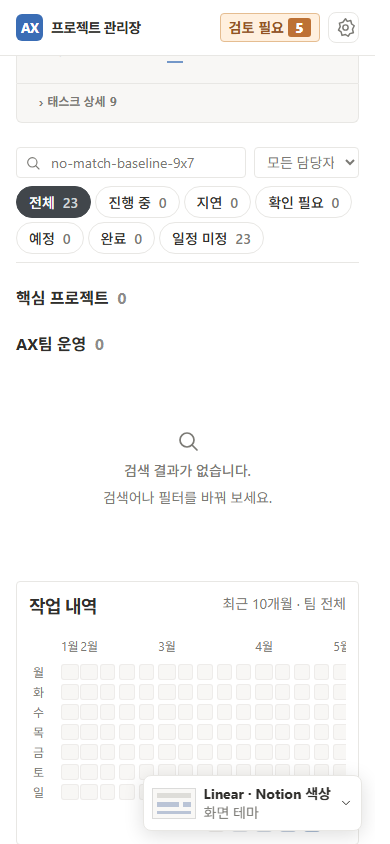 AX 프로젝트 관리장 검토 필요 5
› 태스크 상세 9
no-match-baseline-9x7 모든 담당자
전체 23 진행 중 0 지연 0 확인 필요 0
예정 0 완료 0 일정 미정 23
핵심 프로젝트 0
AX팀 운영 0
검색 결과가 없습니다.
검색어나 필터를 바꿔 보세요.
작업 내역 최근 10개월 · 팀 전체
1월 2월 3월 4월 5월
월
화
수
목
금
토
일
Linear · Notion 색상
화면 테마